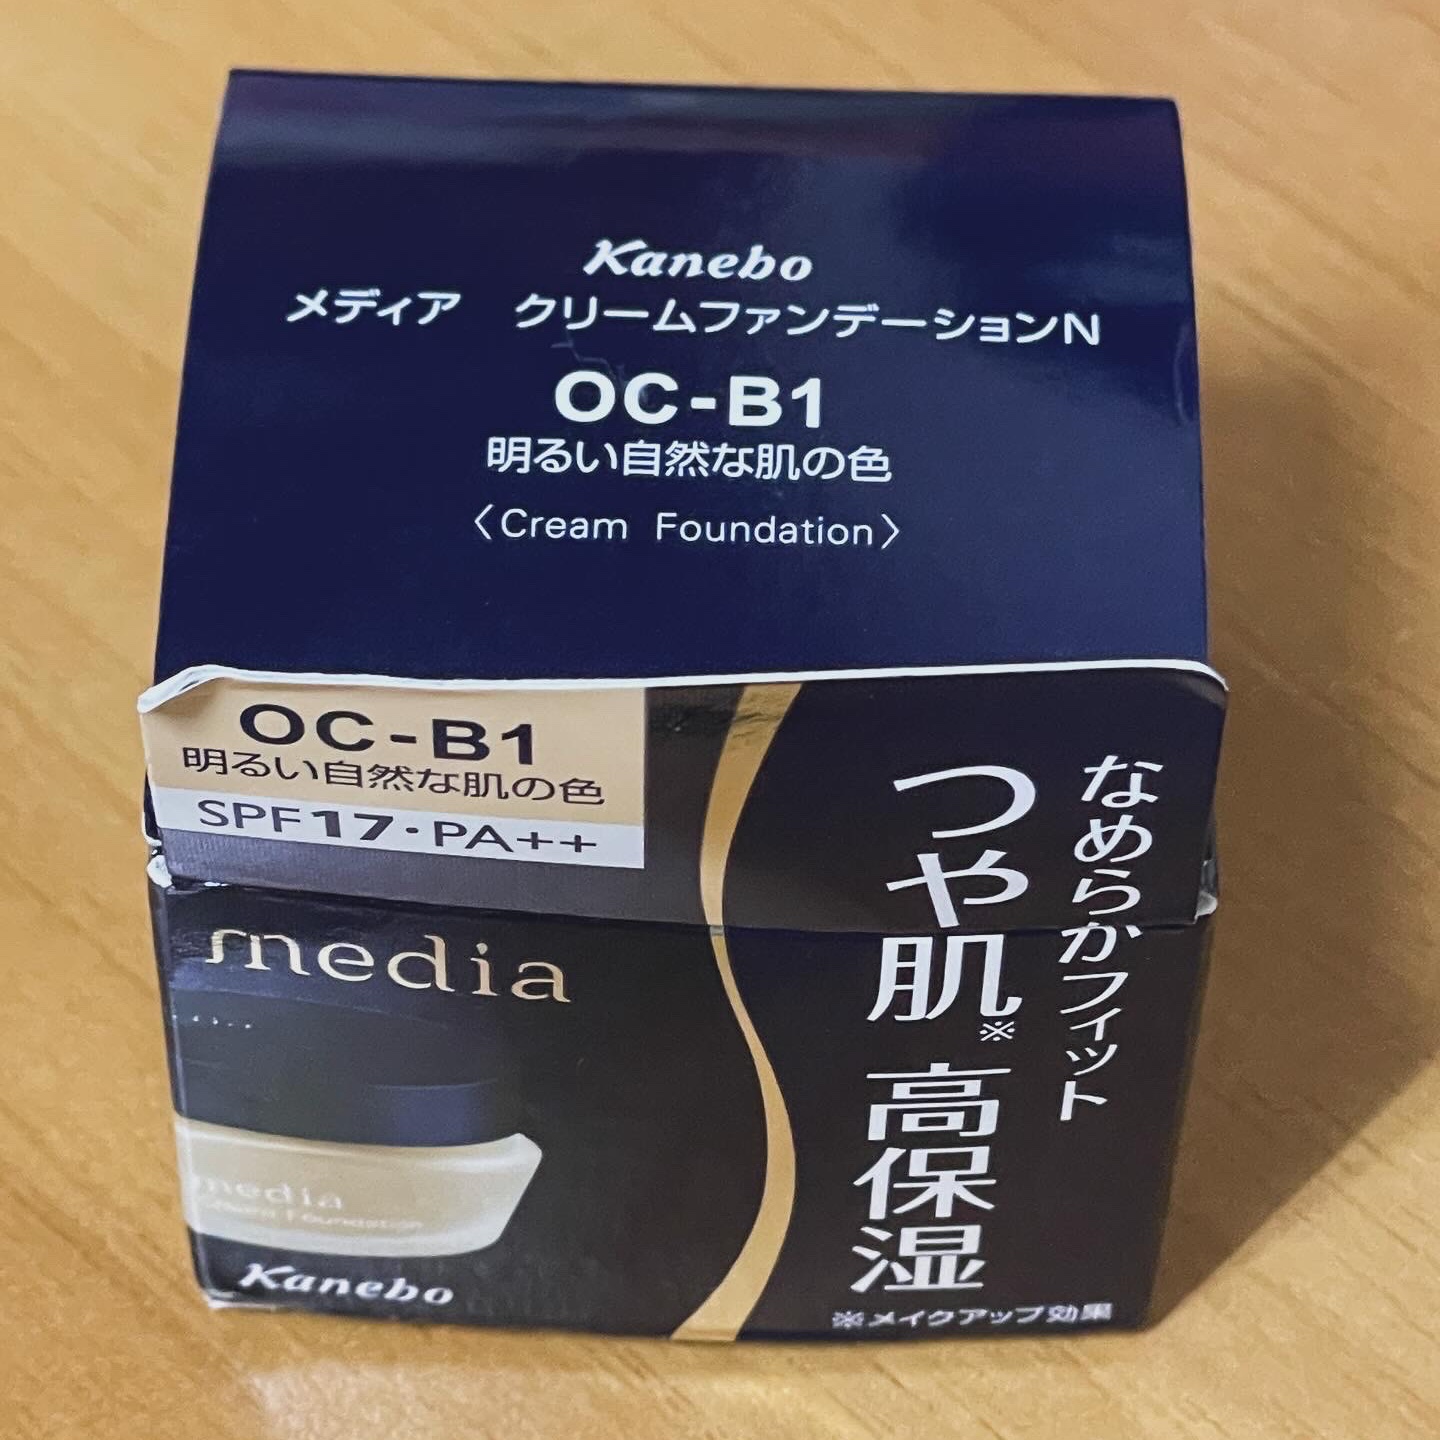 Kanebo
メディア クリームファンデーションN
OC-B1
明るい自然な肌の色
〈Cream Foundation〉
OC-B1
明るい自然な肌の色
SPF17・PA++
なめらかフィット
つや肌※
高保湿
media
media
Cream Foundation
Kanebo
※メイクアップ効果